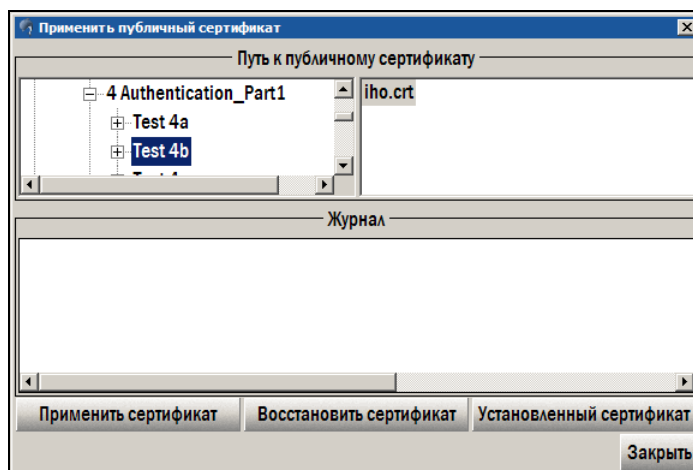 Применить публичный сертификат
Путь к публичному сертификату
4 Authentication_Part1
iho.crt
Test 4a
Test 4b
Журнал
Применить сертификат
Восстановить сертификат
Установленный сертификат
Закрыть